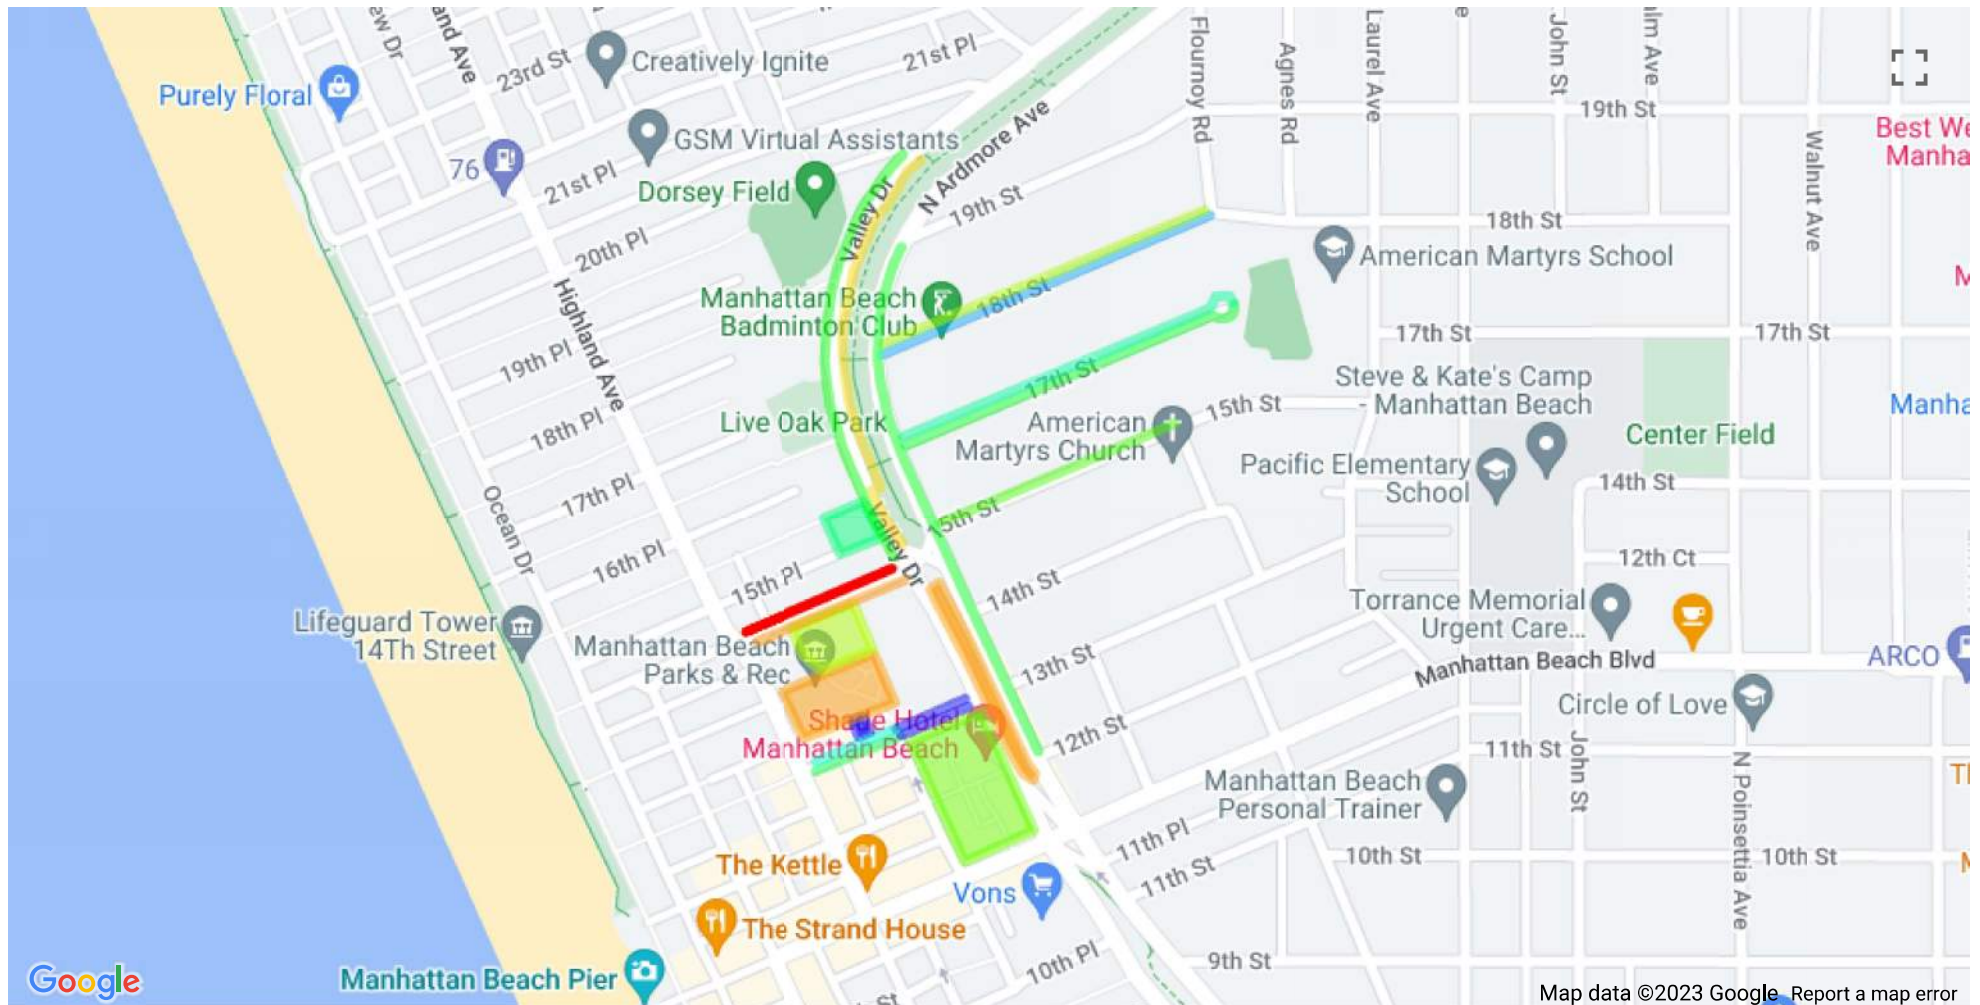 ew Dr
and Ave
23rd St
Creatively Ignite
21st Pl
Flournoy Rd
Agnes Rd
Laurel Ave
e
John St
alm Ave
Purely Floral
GSM Virtual Assistants
N Ardmore Ave
19th St
Best We
Manha
76
21st Pl
Dorsey Field
Valley Dr
19th St
Walnut Ave
18th St
20th Pl
American Martyrs School
M
Manhattan Beach
Badminton Club
18th St
Highland Ave
17th St
17th St
19th Pl
17th St
Steve & Kate's Camp
- Manhattan Beach
15th St
Manha
Live Oak Park
American
Martyrs Church
18th Pl
Center Field
Pacific Elementary
School
14th St
17th Pl
Ocean Dr
Valley Dr
15th St
16th Pl
15th Pl
12th Ct
14th St
Torrance Memorial
Urgent Care...
Lifeguard Tower
14Th Street
Manhattan Beach
Parks & Rec
13th St
Manhattan Beach Blvd
ARCO
Circle of Love
Shade Hotel
Manhattan Beach
12th St
11th St
John St
N Poinsettia Ave
Th
Manhattan Beach
Personal Trainer
11th Pl
The Kettle
10th St
10th St
M
11th St
Vons
The Strand House
10th Pl
9th St
Manhattan Beach Pier
St
Google
Map data ©2023 Google
Report a map error